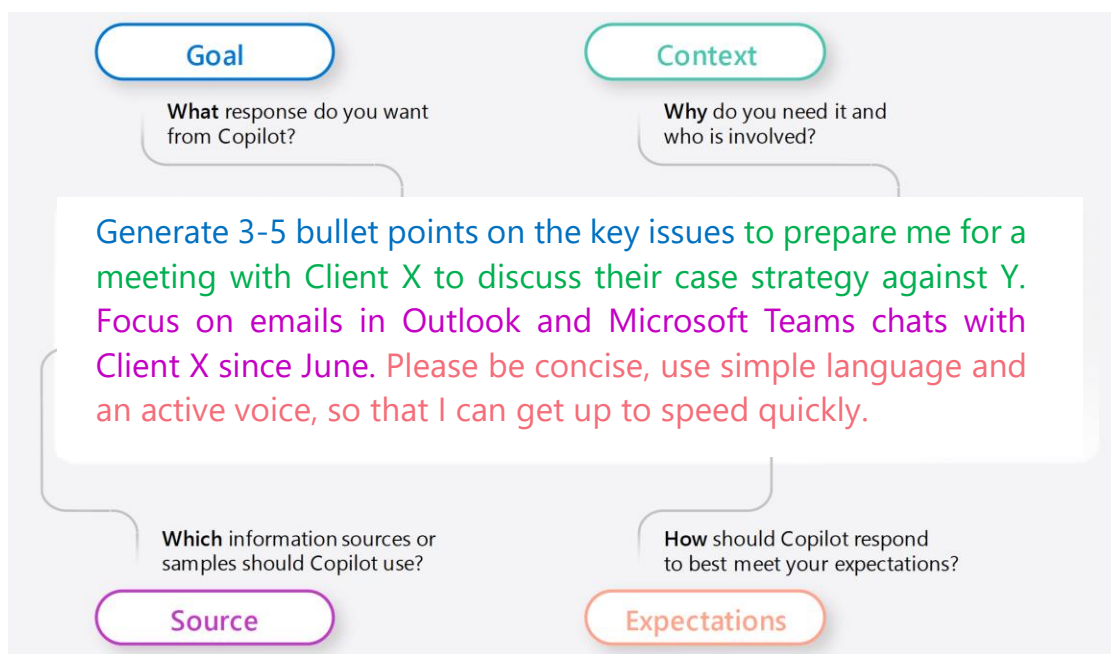 Goal
Context
What response do you want
from Copilot?
Why do you need it and
who is involved?
Generate 3-5 bullet points on the key issues to prepare me for a
meeting with Client X to discuss their case strategy against Y.
Focus on emails in Outlook and Microsoft Teams chats with
Client X since June. Please be concise, use simple language and
an active voice, so that I can get up to speed quickly.
Which information sources or
samples should Copilot use?
How should Copilot respond
to best meet your expectations?
Source
Expectations